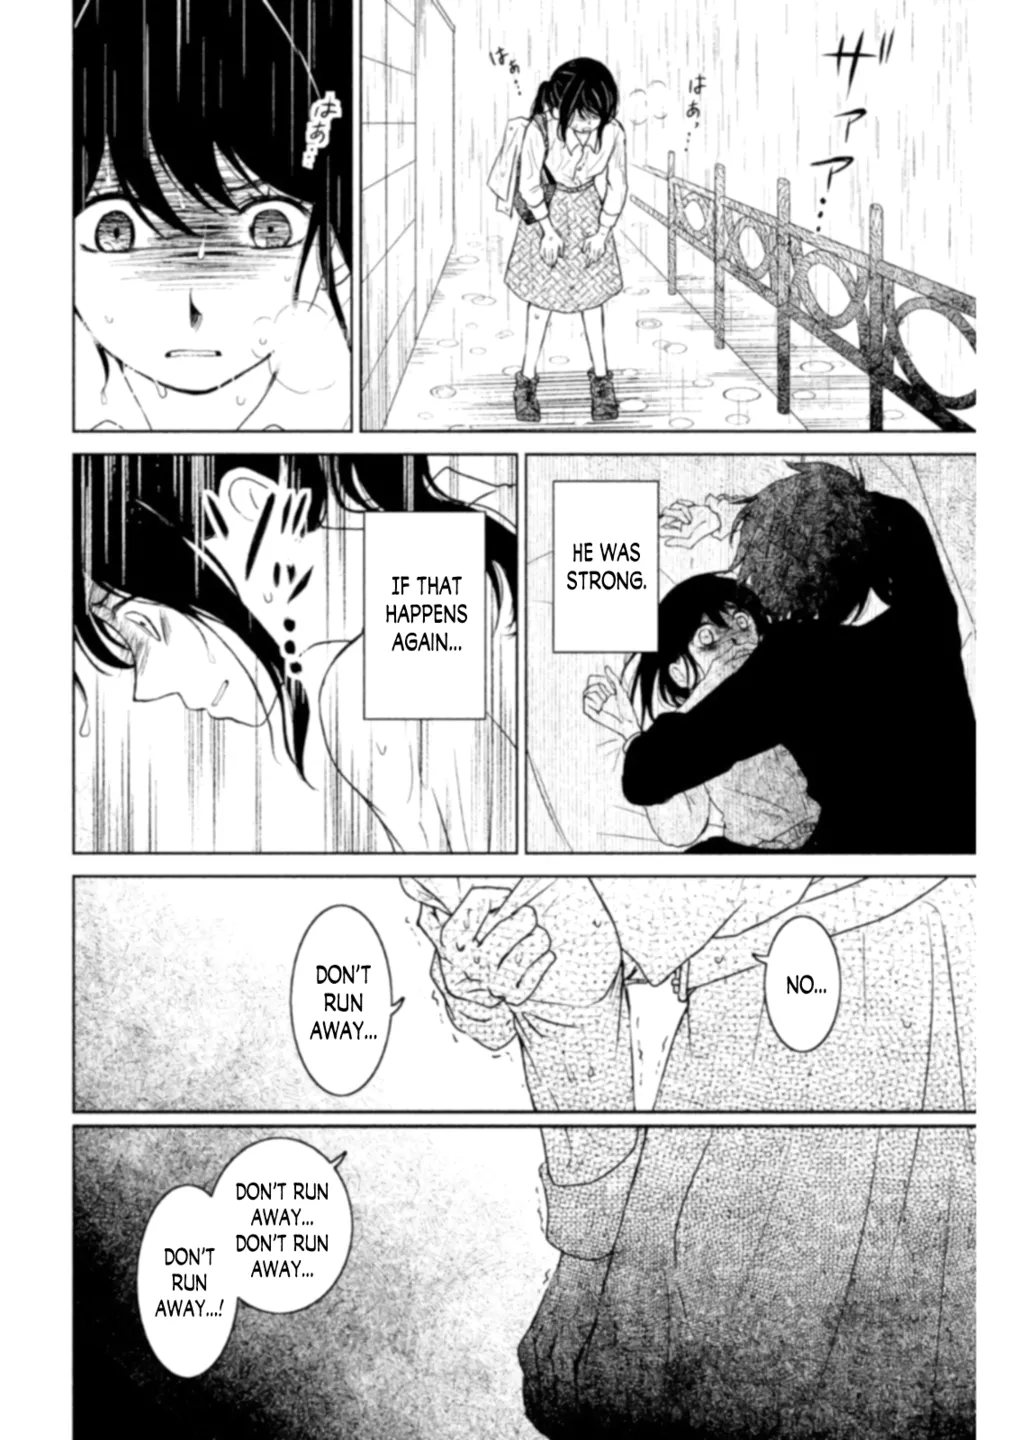 ザァ
ア
ア
…
はぁ、
…
はぁ…
はぁ…
HE WAS
STRONG.
IF THAT
HAPPENS
AGAIN...
NO...
DON'T
RUN
AWAY...
DON'T RUN
AWAY...
DON'T RUN
AWAY...
DON'T
RUN
AWAY...!